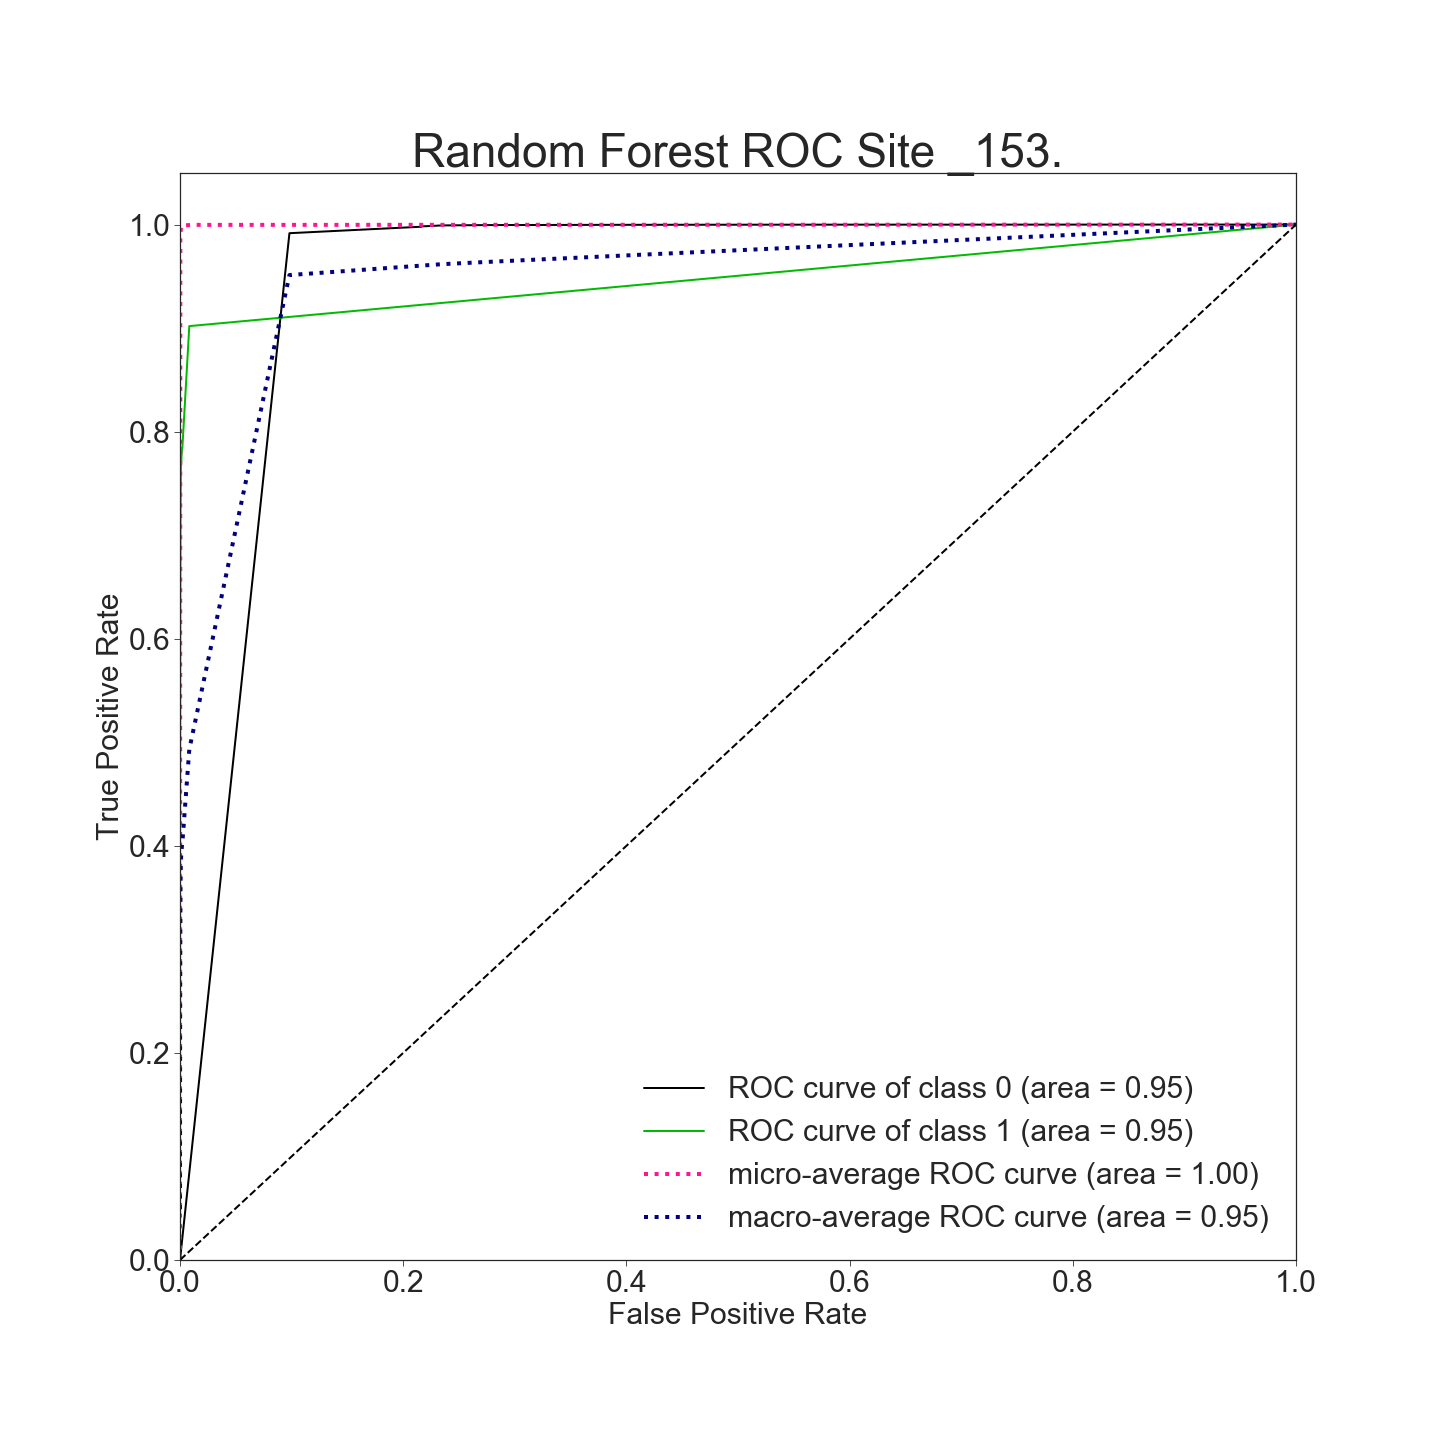 Random Forest ROC Site _153.
1.0
0.8
0.6
0.4
0.2
0.0
True Positive Rate
ROC curve of class 0 (area = 0.95)
ROC curve of class 1 (area = 0.95)
micro-average ROC curve (area = 1.00)
macro-average ROC curve (area = 0.95)
0.0 0.2 0.4 0.6 0.8 1.0
False Positive Rate